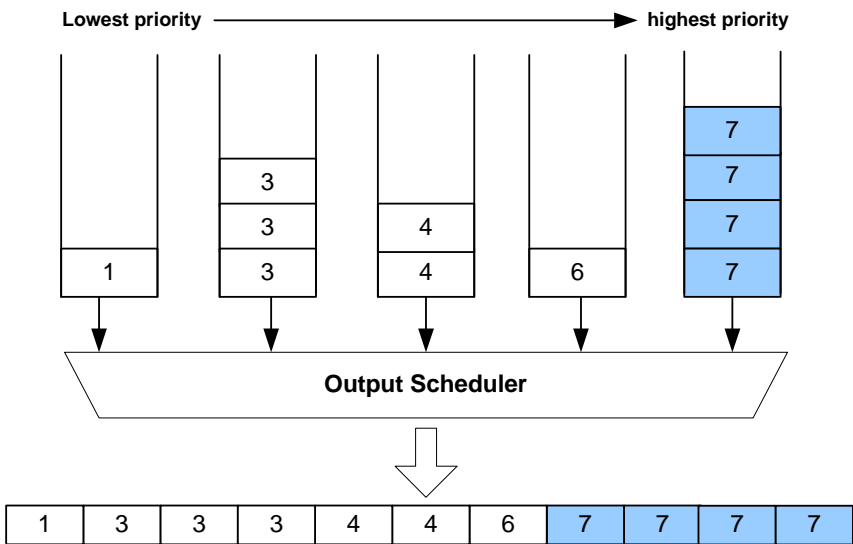 Lowest priority highest priority
7
3 7
3 4 7
1 3 4 6 7
Output Scheduler
1 3 3 3 4 4 6 7 7 7 7